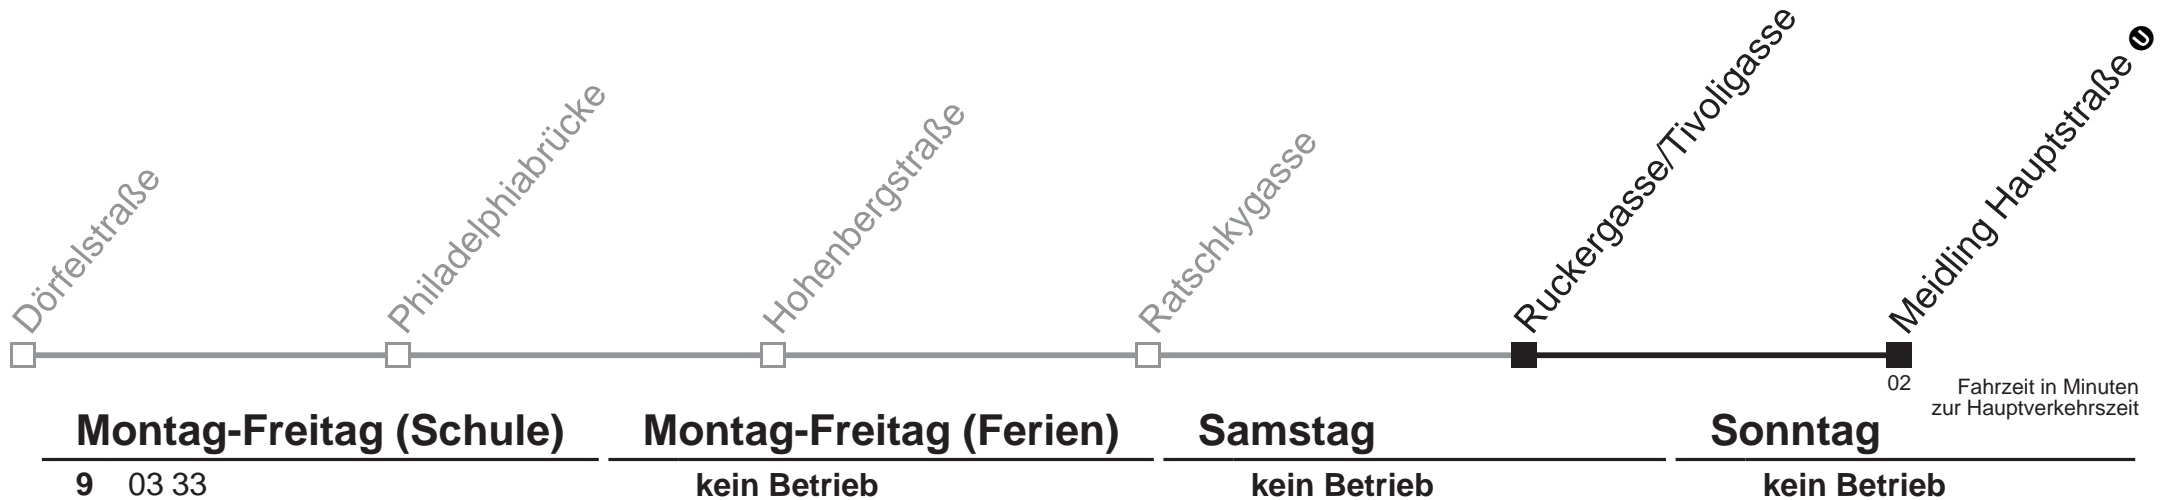 Dörfelstraße
Philadelphiabrücke
Hohenbergstraße
Ratschkygasse
Ruckergasse/Tivoligasse
Meidling Hauptstraße U
02
Fahrzeit in Minuten
zur Hauptverkehrszeit
Montag-Freitag (Schule) Montag-Freitag (Ferien) Samstag Sonntag
9 03 33 kein Betrieb kein Betrieb kein Betrieb